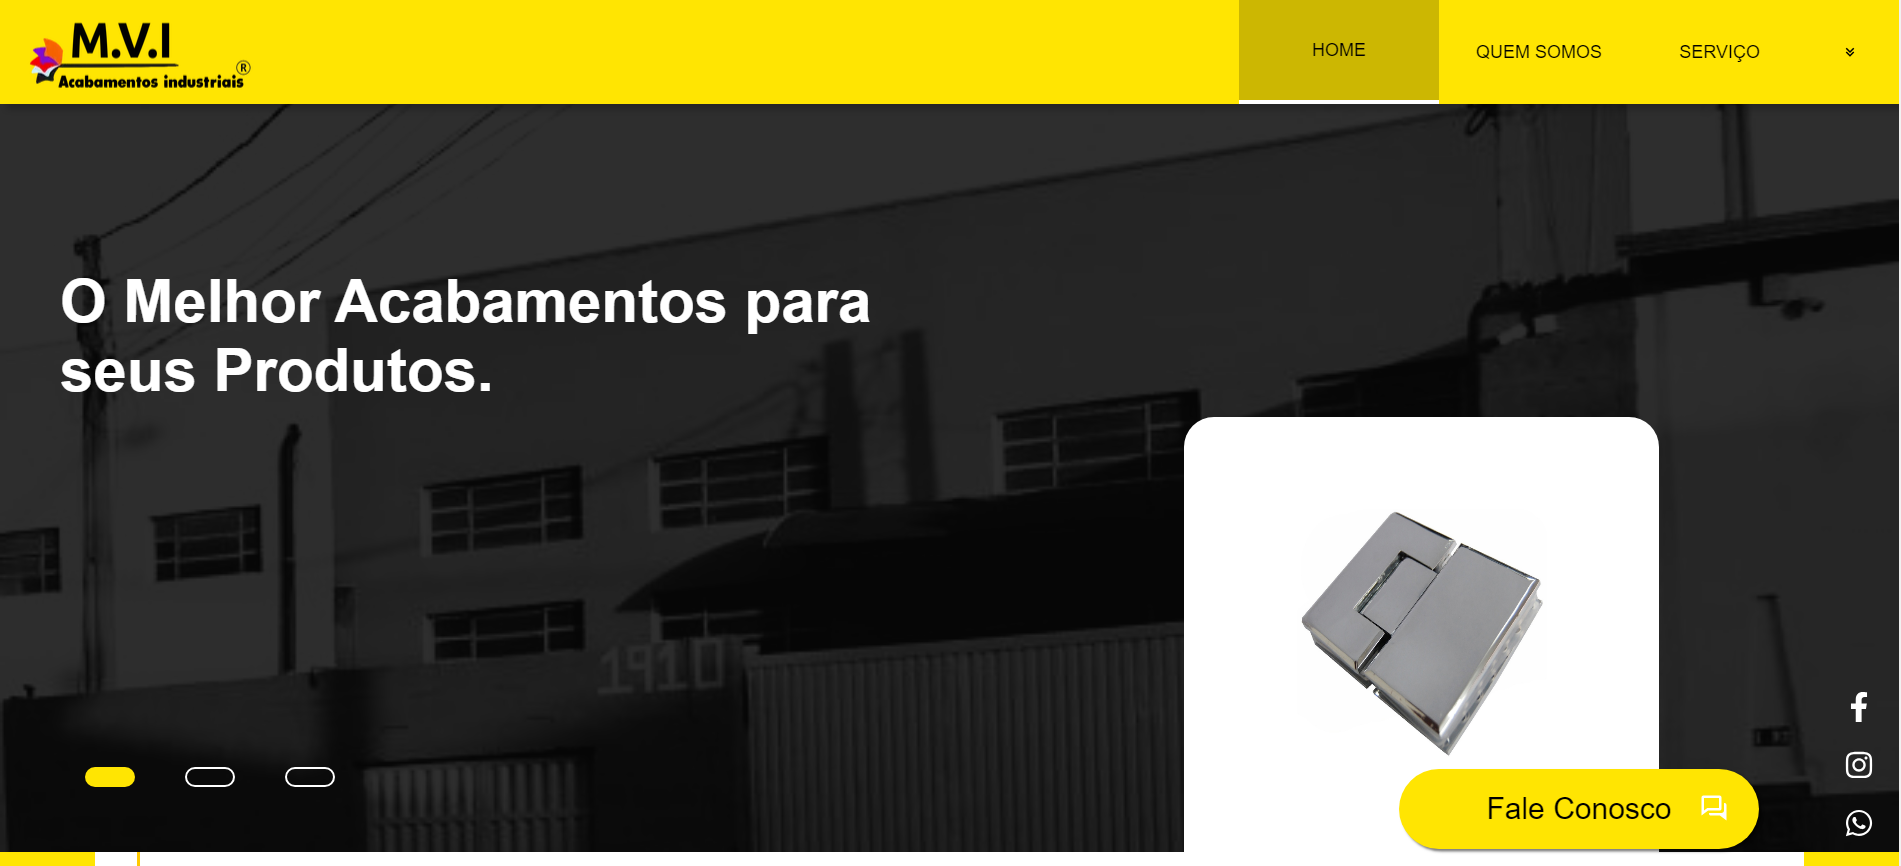 M.V.I
Acabamentos industriais®
HOME
QUEM SOMOS
SERVIÇO
O Melhor Acabamentos para
seus Produtos.
1910
Fale Conosco